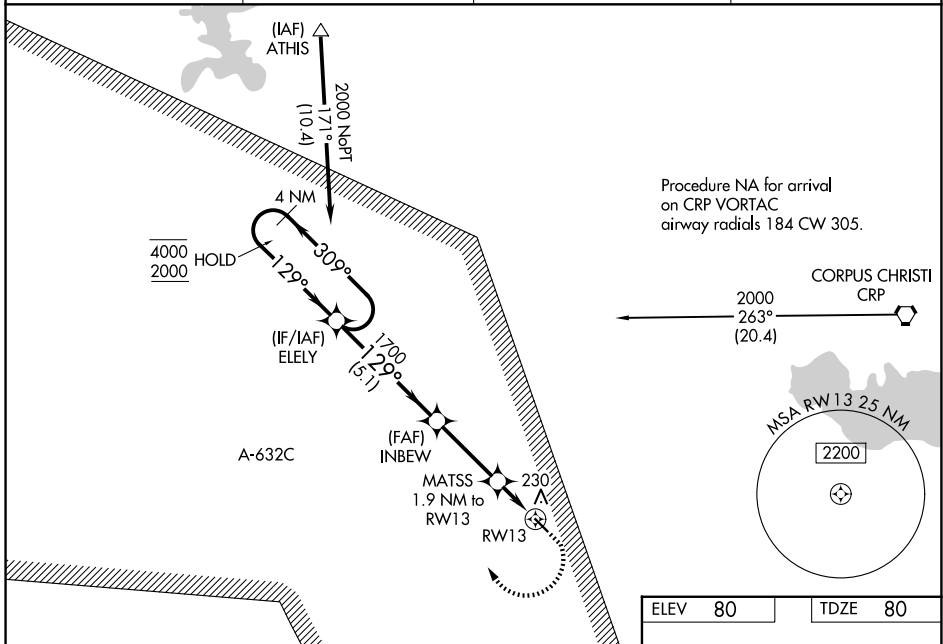 (IAF)
ATHIS
2000 NoPT
171°
(10.4)
4 NM
4000
2000
HOLD
309°
129°
(IF/IAF)
ELELY
1700
129°
(5.1)
Procedure NA for arrival
on CRP VORTAC
airway radials 184 CW 305.
CORPUS CHRISTI
CRP
2000
263°
(20.4)
MSA RW13 25 NM
2200
A-632C
(FAF)
INBEW
MATSS
1.9 NM to
RW13
230
RW13
ELEV 80
TDZE 80